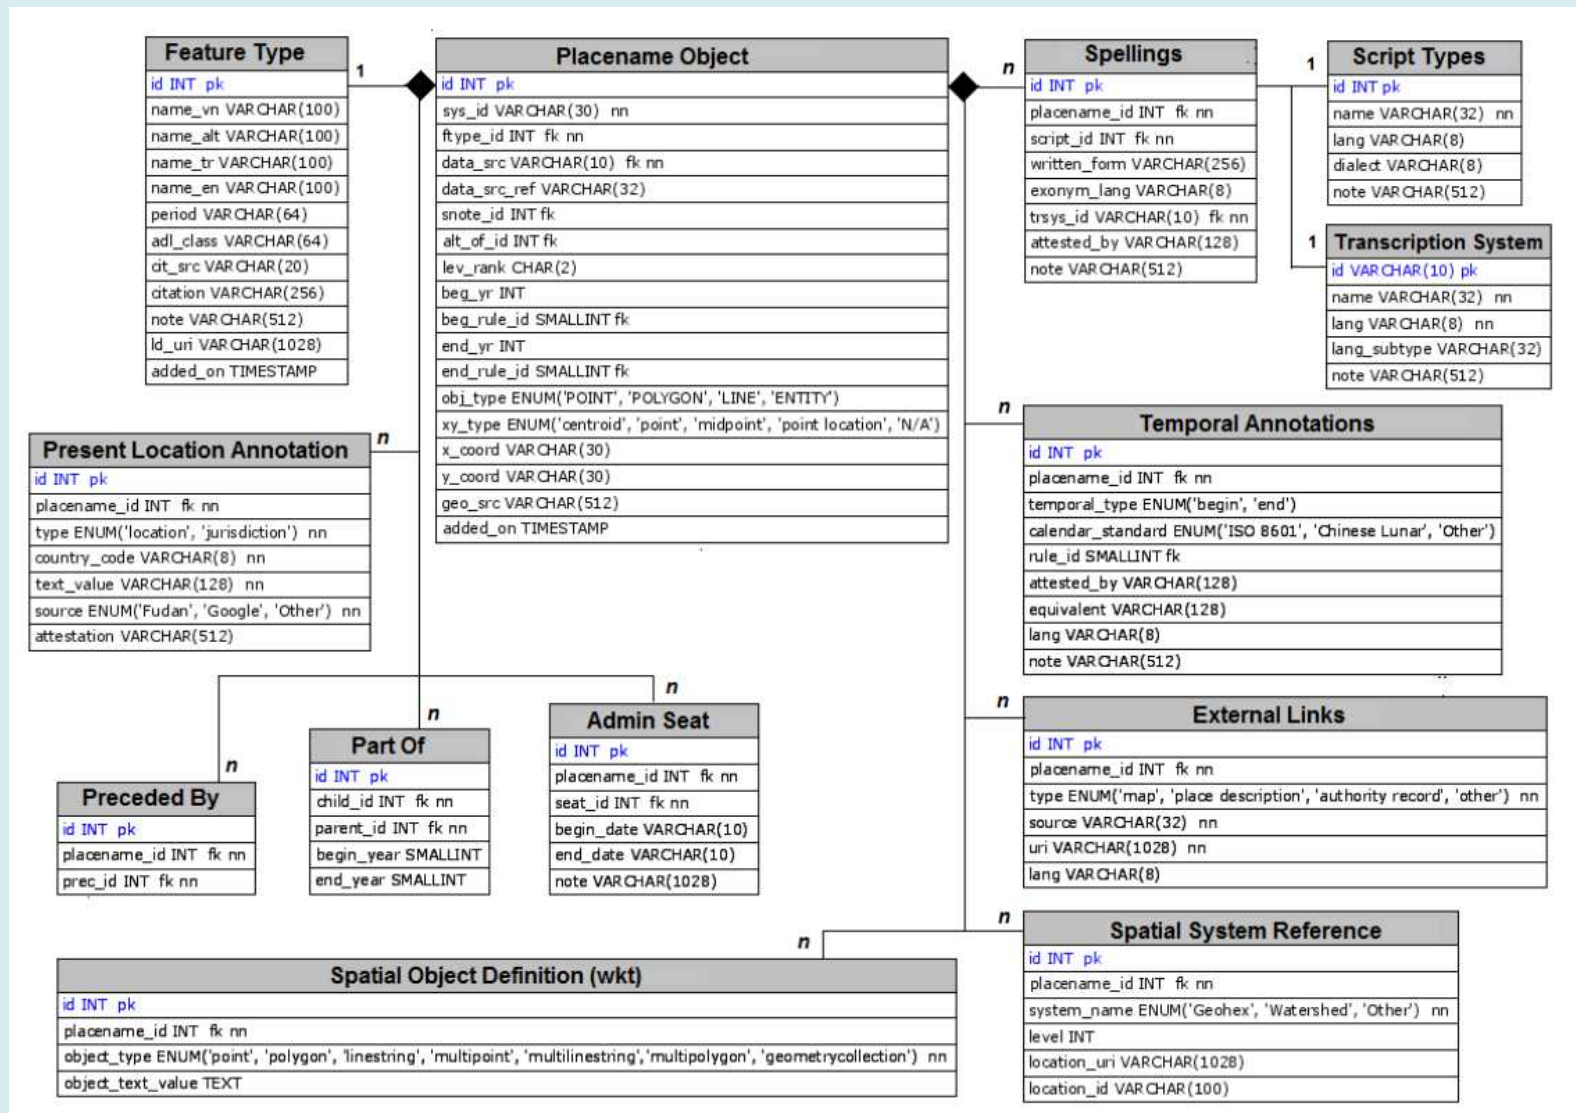 Feature Type
id INT pk
name_vn VARCHAR(100)
name_alt VARCHAR(100)
name_tr VARCHAR(100)
name_en VARCHAR(100)
period VARCHAR(64)
adl_class VARCHAR(64)
cit_src VARCHAR(20)
citation VARCHAR(256)
note VARCHAR(512)
ld_uri VARCHAR(1028)
added_on TIMESTAMP
1
Placename Object
id INT pk
sys_id VARCHAR(30) nn
ftype_id INT fk nn
data_src VARCHAR(10) fk nn
data_src_ref VARCHAR(32)
snote_id INT fk
alt_of_id INT fk
lev_rank CHAR(2)
beg_yr INT
beg_rule_id SMALLINT fk
end_yr INT
end_rule_id SMALLINT fk
obj_type ENUM('POINT', 'POLYGON', 'LINE', 'ENTITY')
xy_type ENUM('centroid', 'point', 'midpoint', 'point location', 'N/A')
x_coord VARCHAR(30)
y_coord VARCHAR(30)
geo_src VARCHAR(512)
added_on TIMESTAMP
n
Spellings
id INT pk
placename_id INT fk nn
script_id INT fk nn
written_form VARCHAR(256)
exonym_lang VARCHAR(8)
trsys_id VARCHAR(10) fk nn
attested_by VARCHAR(128)
note VARCHAR(512)
1
Script Types
id INT pk
name VARCHAR(32) nn
lang VARCHAR(8)
dialect VARCHAR(8)
note VARCHAR(512)
1
Transcription System
id VARCHAR(10) pk
name VARCHAR(32) nn
lang VARCHAR(8) nn
lang_subtype VARCHAR(32)
note VARCHAR(512)
n
Present Location Annotation
id INT pk
placename_id INT fk nn
type ENUM('location', 'jurisdiction') nn
country_code VARCHAR(8) nn
text_value VARCHAR(128) nn
source ENUM('Fudan', 'Google', 'Other') nn
attestation VARCHAR(512)
n
Temporal Annotations
id INT pk
placename_id INT fk nn
temporal_type ENUM('begin', 'end')
calendar_standard ENUM('ISO 8601', 'Chinese Lunar', 'Other')
rule_id SMALLINT fk
attested_by VARCHAR(128)
equivalent VARCHAR(128)
lang VARCHAR(8)
note VARCHAR(512)
n
Preceded By
id INT pk
placename_id INT fk nn
prec_id INT fk nn
n
Part Of
id INT pk
child_id INT fk nn
parent_id INT fk nn
begin_year SMALLINT
end_year SMALLINT
n
Admin Seat
id INT pk
placename_id INT fk nn
seat_id INT fk nn
begin_date VARCHAR(10)
end_date VARCHAR(10)
note VARCHAR(1028)
n
External Links
id INT pk
placename_id INT fk nn
type ENUM('map', 'place description', 'authority record', 'other') nn
source VARCHAR(32) nn
uri VARCHAR(1028) nn
lang VARCHAR(8)
n
Spatial Object Definition (wkt)
id INT pk
placename_id INT fk nn
object_type ENUM('point', 'polygon', 'linestring', 'multipoint', 'multilinestring','multipolygon', 'geometrycollection') nn
object_text_value TEXT
n
Spatial System Reference
id INT pk
placename_id INT fk nn
system_name ENUM('Geohex', 'Watershed', 'Other') nn
level INT
location_uri VARCHAR(1028)
location_id VARCHAR(100)